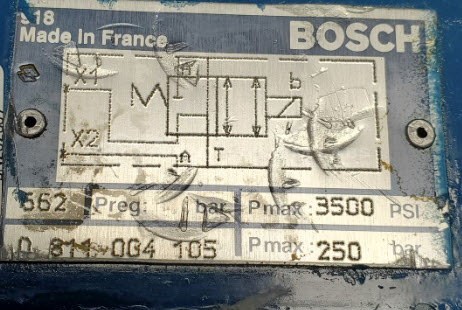 818
Made in France
BOSCH
X1
b
X2
A T
562 Preg: bar Pmax: 3500 PSI
0 811 004 105 Pmax: 250 bar